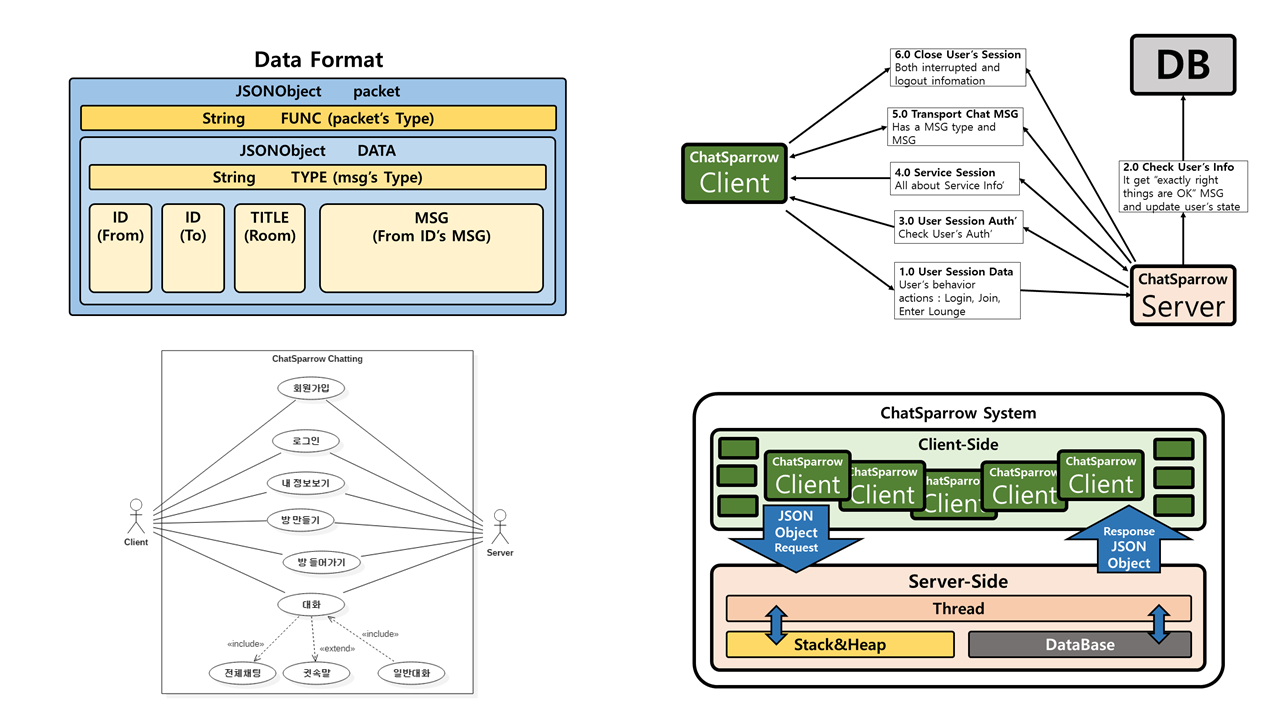 Data Format
JSONObject packet
String FUNC (packet's Type)
JSONObject DATA
String TYPE (msg's Type)
ID
(From)
ID
(To)
TITLE
(Room)
MSG
(From ID's MSG)
DB
6.0 Close User's Session
Both interrupted and
logout infomation
5.0 Transport Chat MSG
Has a MSG type and
MSG
4.0 Service Session
All about Service Info'
3.0 User Session Auth'
Check User's Auth'
1.0 User Session Data
User's behavior
actions : Login, Join,
Enter Lounge
2.0 Check User's Info
It get "exactly right
things are OK" MSG
and update user's state
ChatSparrow
Client
ChatSparrow
Server
ChatSparrow Chatting
회원가입
로그인
내 정보보기
방 만들기
방 들어가기
대화
Client
Server
«include»
«extend»
«include»
전체채팅
귓속말
일반대화
ChatSparrow System
Client-Side
ChatSparrow
Client
ChatSparrow
Client
ChatSparrow
Client
ChatSparrow
Client
ChatSparrow
Client
JSON
Object
Request
Response
JSON
Object
Server-Side
Thread
Stack&Heap
DataBase